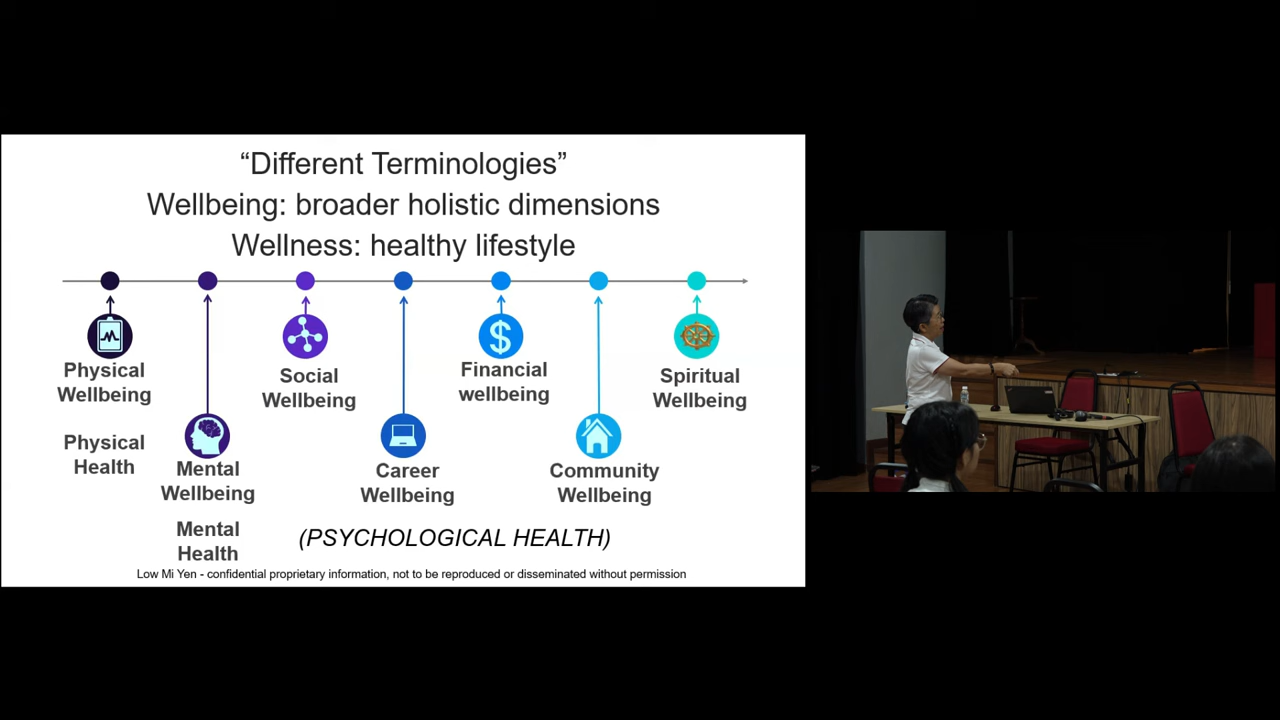 “Different Terminologies”
Wellbeing: broader holistic dimensions
Wellness: healthy lifestyle
Physical
Wellbeing
Physical
Health
Mental
Wellbeing
Mental
Health
Social
Wellbeing
Career
Wellbeing
$
Financial
wellbeing
Community
Wellbeing
Spiritual
Wellbeing
(PSYCHOLOGICAL HEALTH)
Low Mi Yen - confidential proprietary information, not to be reproduced or disseminated without permission